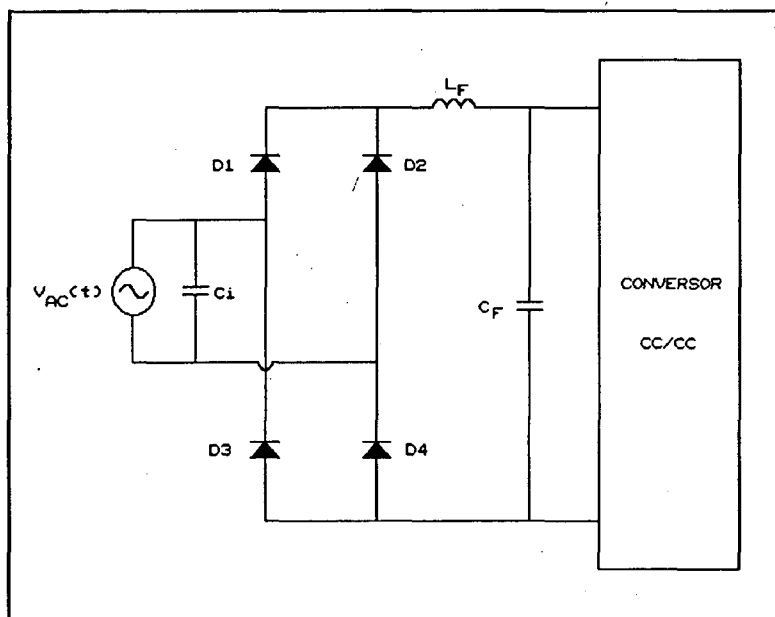 L_F
D1
D2
V_AC(t)
Ci
C_F
CONVERSOR
CC/CC
D3
D4